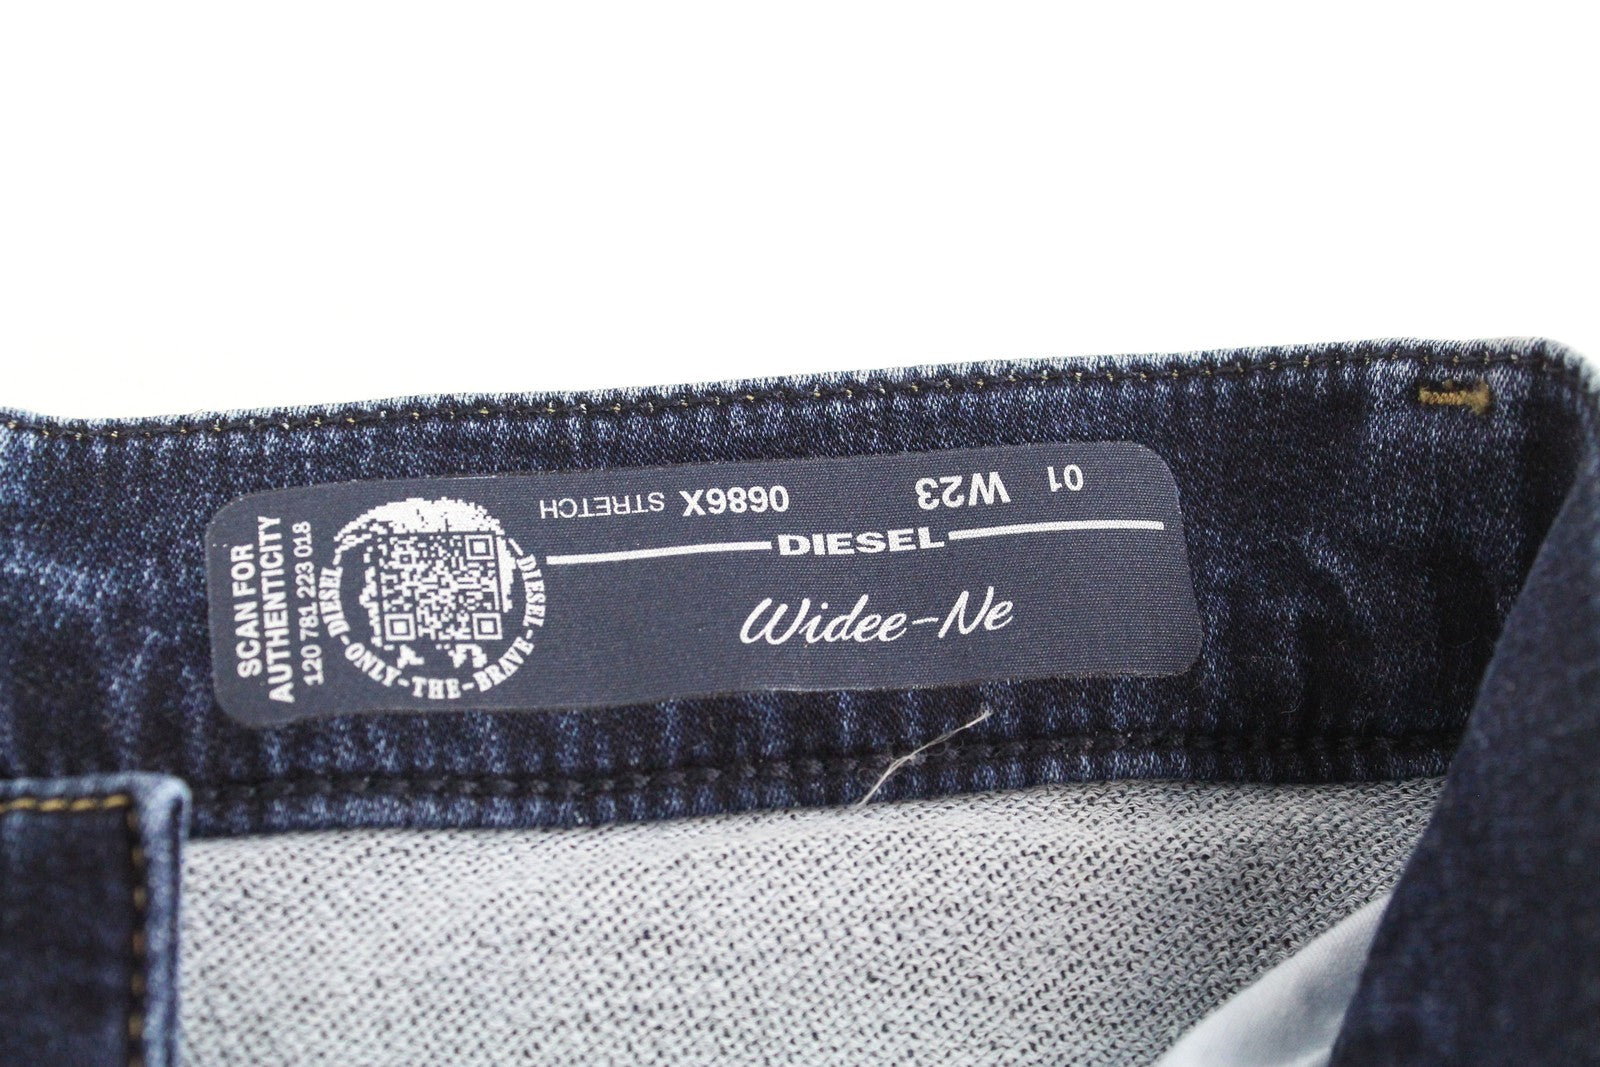 SCAN FOR
AUTHENTICITY
120 781 223 018
DIESEL-ONLY-THE-BRAVE-DIESEL
01 W23 0686X STRETCH
DIESEL
Widee-Ne